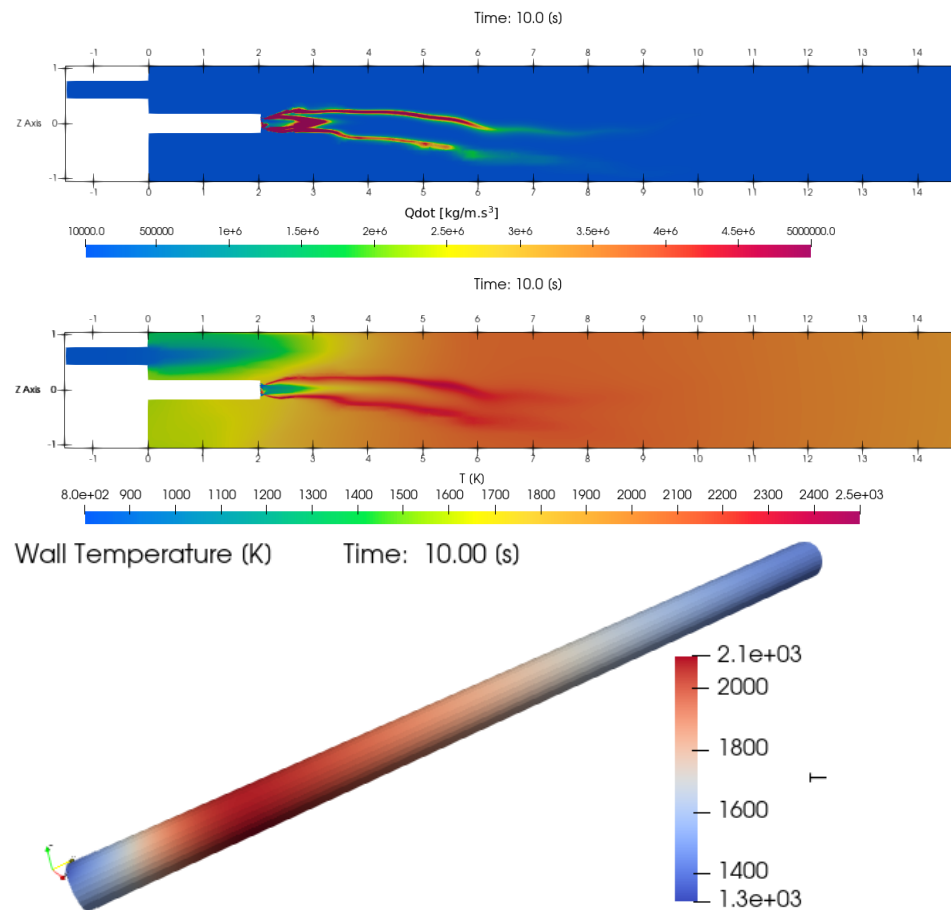 Time: 10.0 (s)
-1 0 1 2 3 4 5 6 7 8 9 10 11 12 13 14
1
Z Axis 0
-1
-1 0 1 2 3 4 5 6 7 8 9 10 11 12 13 14
Qdot [kg/m.s³]
10000.0 500000 1e+6 1.5e+6 2e+6 2.5e+6 3e+6 3.5e+6 4e+6 4.5e+6 5000000.0
Time: 10.0 (s)
-1 0 1 2 3 4 5 6 7 8 9 10 11 12 13 14
1
Z Axis 0
-1
-1 0 1 2 3 4 5 6 7 8 9 10 11 12 13 14
T (K)
8.0e+02 900 1000 1100 1200 1300 1400 1500 1600 1700 1800 1900 2000 2100 2200 2300 2400 2.5e+03
Wall Temperature (K) Time: 10.00 (s)
2.1e+03
2000
1800
T
1600
1400
1.3e+03